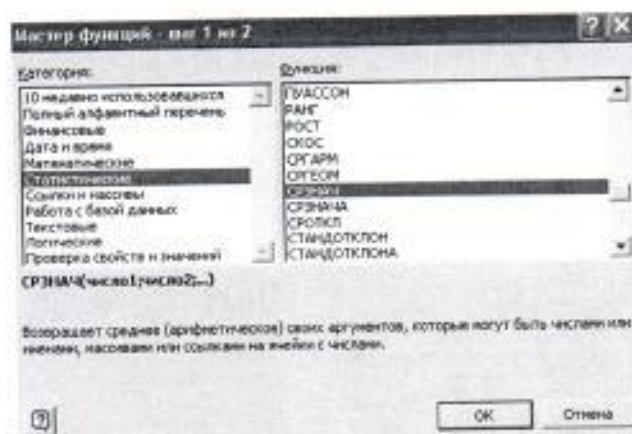 Мастер функций - шаг 1 из 2
Категория:
10 недавно использовавшихся
Полный алфавитный перечень
Финансовые
Дата и время
Математические
Статистические
Ссылки и массивы
Работа с базой данных
Текстовые
Логические
Проверка свойств и значений
Функция:
ПУАССОН
РАНГ
РОСТ
СКОС
СРГАРМ
СРГЕОМ
СРЗНАЧ
СРЗНАЧА
СРОТКЛ
СТАНДОТКЛОН
СТАНДОТКЛОНА
СРЗНАЧ(число1;число2;...)
Возвращает среднее (арифметическое) своих аргументов, которые могут быть числами или
именами, массивами или ссылками на ячейки с числами.
ОК
Отмена